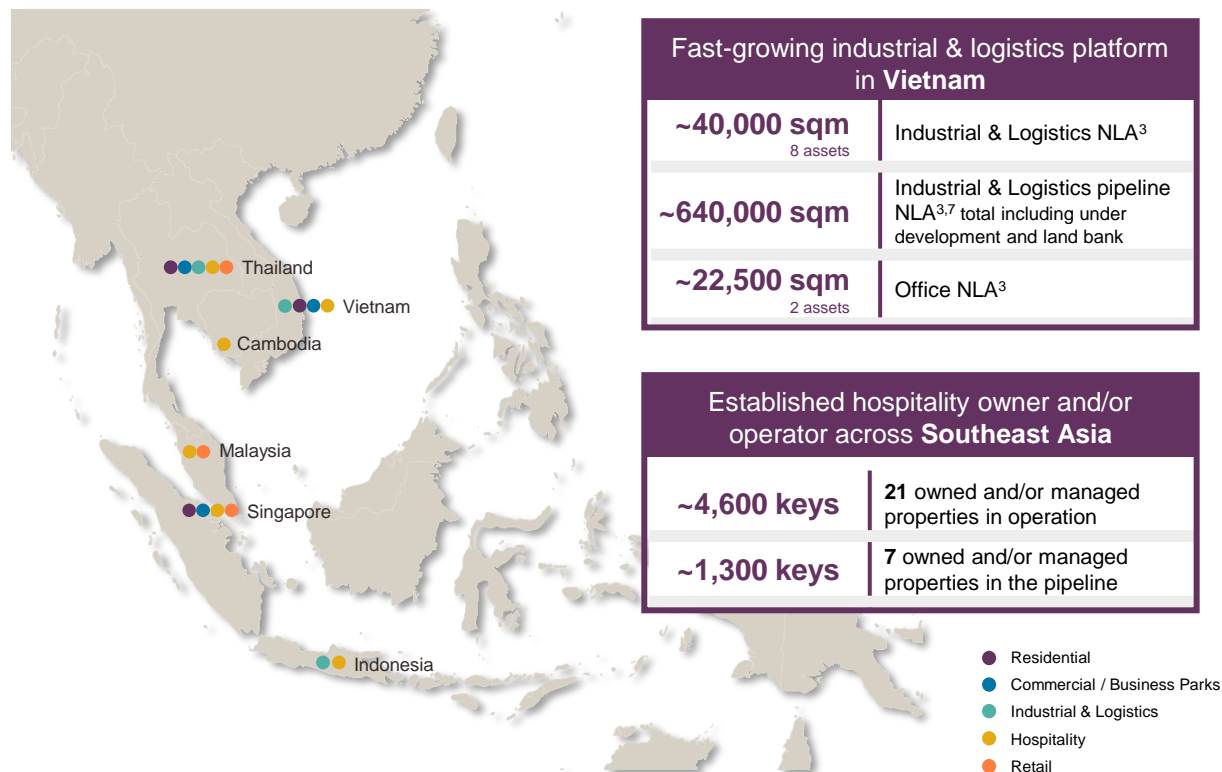 Fast-growing industrial & logistics platform
in Vietnam
~40,000 sqm
8 assets
Industrial & Logistics NLA3
~640,000 sqm
Industrial & Logistics pipeline
NLA3,7 total including under
development and land bank
~22,500 sqm
2 assets
Office NLA3
Established hospitality owner and/or
operator across Southeast Asia
~4,600 keys
21 owned and/or managed
properties in operation
~1,300 keys
7 owned and/or managed
properties in the pipeline
Thailand
Vietnam
Cambodia
Malaysia
Singapore
Indonesia
Residential
Commercial / Business Parks
Industrial & Logistics
Hospitality
Retail